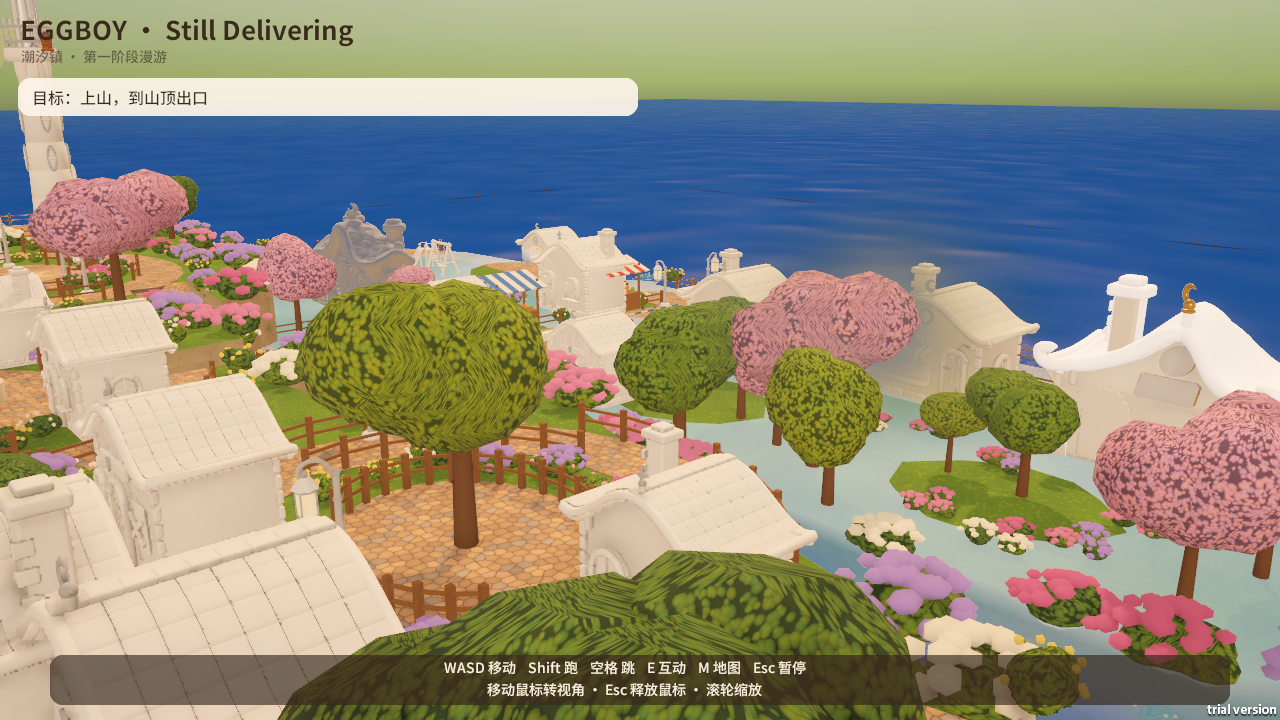 EGGBOY · Still Delivering
潮汐镇 · 第一阶段漫游
目标：上山，到山顶出口
WASD 移动 Shift 跑 空格 跳 E 互动 M 地图 Esc 暂停
移动鼠标转视角 · Esc 释放鼠标 · 滚轮缩放
trial version